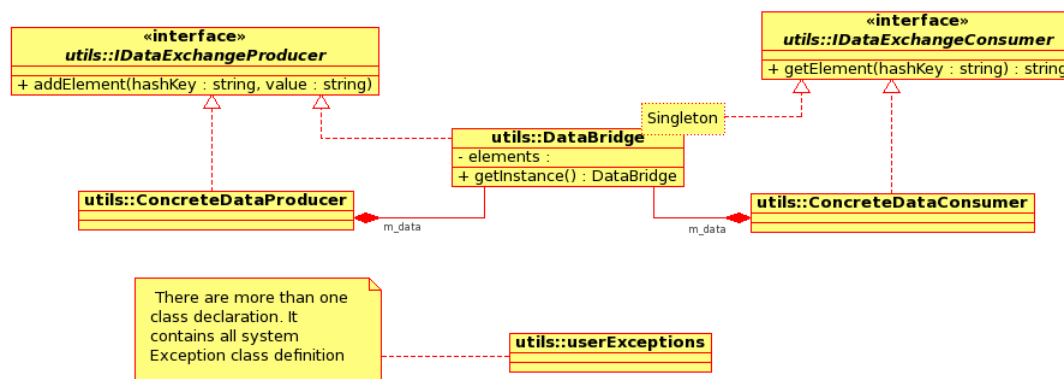 «interface»
utils::IDataExchangeProducer
+ addElement(hashKey : string, value : string)
«interface»
utils::IDataExchangeConsumer
+ getElement(hashKey : string) : string
Singleton
utils::DataBridge
- elements :
+ getInstance() : DataBridge
utils::ConcreteDataProducer
m_data
utils::ConcreteDataConsumer
m_data
There are more than one
class declaration. It
contains all system
Exception class definition
utils::userExceptions